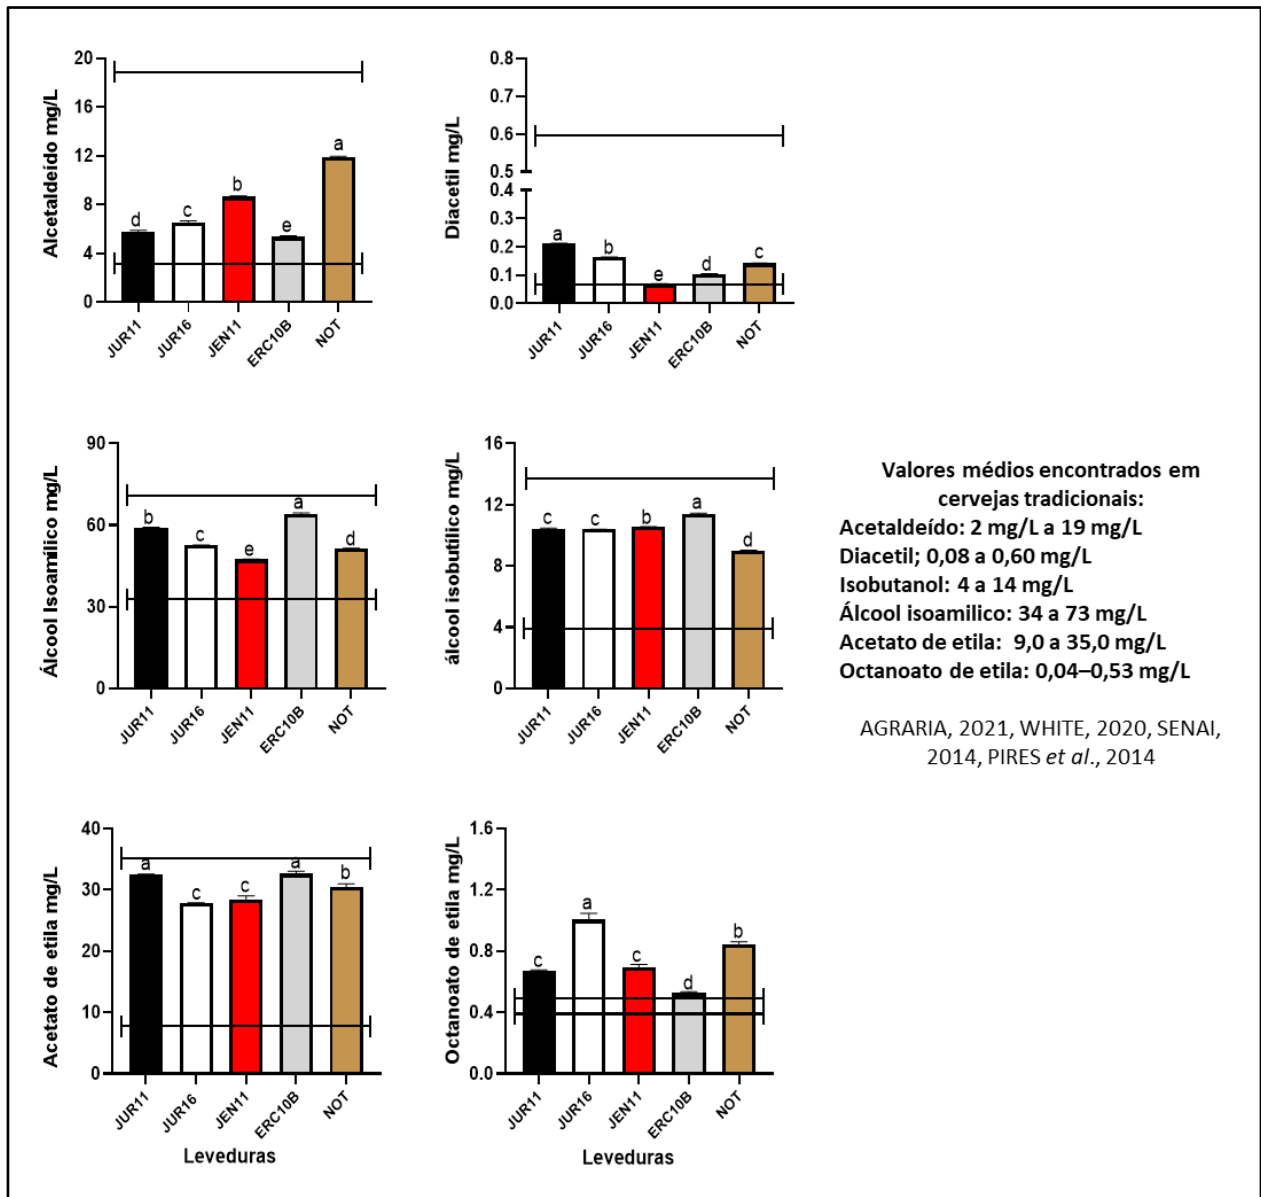 20
16
12
8
4
0
Alcetaldeído mg/L
d
c
b
e
a
JUR11
JUR16
JEN11
ERC10B
NOT
0.8
0.7
0.6
0.5
0.4
0.3
0.2
0.1
0.0
Diacetil mg/L
a
b
e
d
c
JUR11
JUR16
JEN11
ERC10B
NOT
90
60
30
0
Álcool Isoamílico mg/L
b
c
e
a
d
JUR11
JUR16
JEN11
ERC10B
NOT
16
12
8
4
0
álcool isobutílico mg/L
c
c
b
a
d
JUR11
JUR16
JEN11
ERC10B
NOT
Valores médios encontrados em
cervejas tradicionais:
Acetaldeído: 2 mg/L a 19 mg/L
Diacetil; 0,08 a 0,60 mg/L
Isobutanol: 4 a 14 mg/L
Álcool isoamilico: 34 a 73 mg/L
Acetato de etila: 9,0 a 35,0 mg/L
Octanoato de etila: 0,04–0,53 mg/L
AGRARIA, 2021, WHITE, 2020, SENAI,
2014, PIRES et al., 2014
40
30
20
10
0
Acetato de etila mg/L
a
c
c
a
b
JUR11
JUR16
JEN11
ERC10B
NOT
Leveduras
1.6
1.2
0.8
0.4
0.0
Octanoato de etila mg/L
c
a
c
d
b
JUR11
JUR16
JEN11
ERC10B
NOT
Leveduras